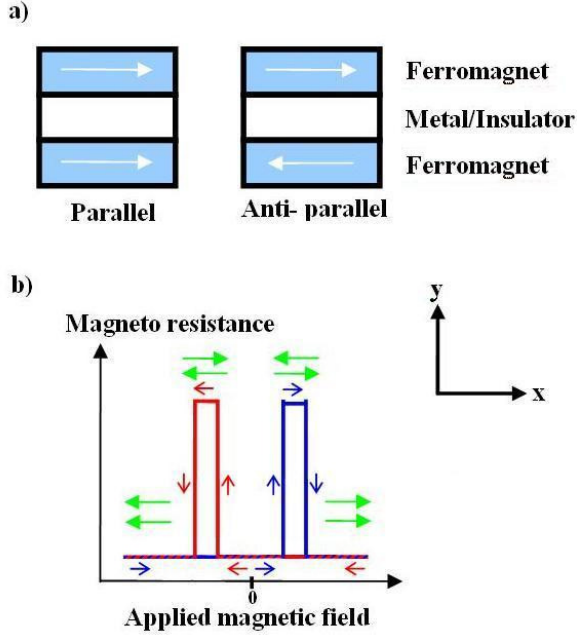 a)
Ferromagnet
Metal/Insulator
Ferromagnet
Parallel
Anti- parallel
b)
Magneto resistance
y
x
0
Applied magnetic field